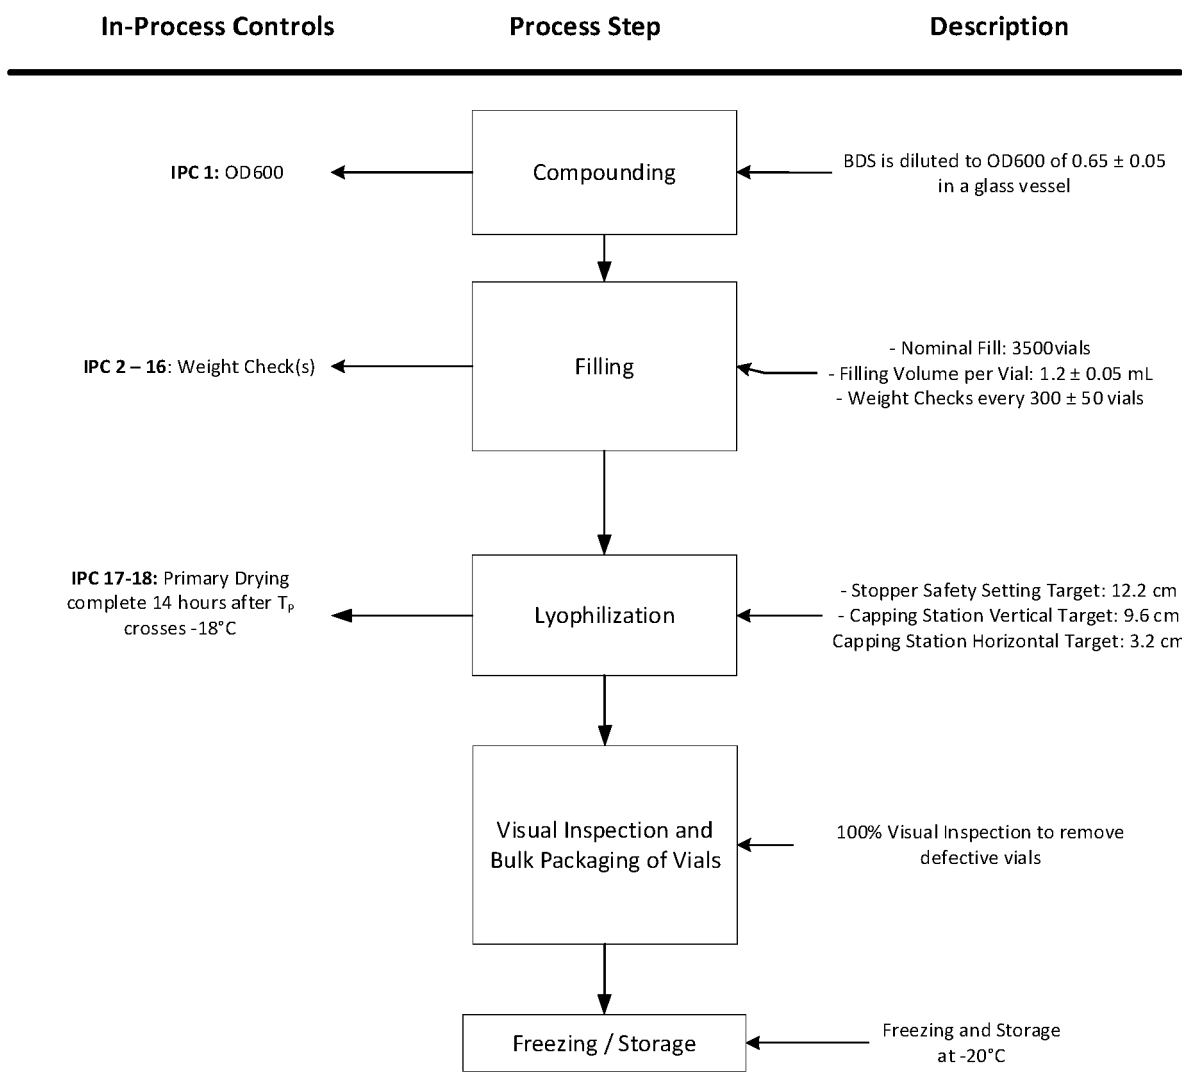 In-Process Controls
Process Step
Description
IPC 1: OD600
Compounding
BDS is diluted to OD600 of 0.65 ± 0.05
in a glass vessel
IPC 2 – 16: Weight Check(s)
Filling
- Nominal Fill: 3500vials
- Filling Volume per Vial: 1.2 ± 0.05 mL
- Weight Checks every 300 ± 50 vials
IPC 17-18: Primary Drying
complete 14 hours after TP
crosses -18°C
Lyophilization
- Stopper Safety Setting Target: 12.2 cm
- Capping Station Vertical Target: 9.6 cm
Capping Station Horizontal Target: 3.2 cm
Visual Inspection and
Bulk Packaging of Vials
100% Visual Inspection to remove
defective vials
Freezing / Storage
Freezing and Storage
at -20°C